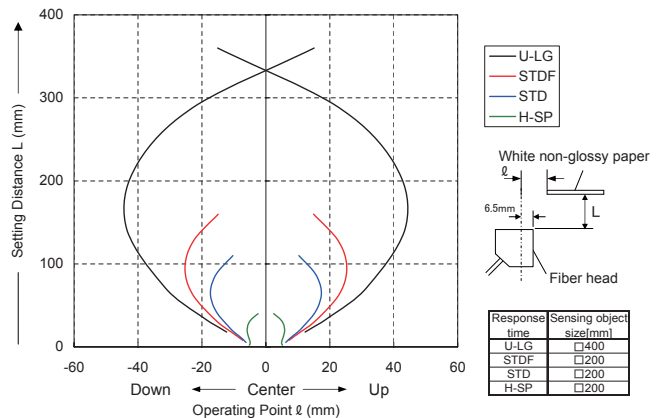 Setting Distance L (mm)
400
300
200
100
0
-60 -40 -20 0 20 40 60
Down Center Up
Operating Point ℓ (mm)
U-LG
STDF
STD
H-SP
White non-glossy paper
ℓ
6.5mm
L
Fiber head
Response time Sensing object size[mm]
U-LG □400
STDF □200
STD □200
H-SP □200